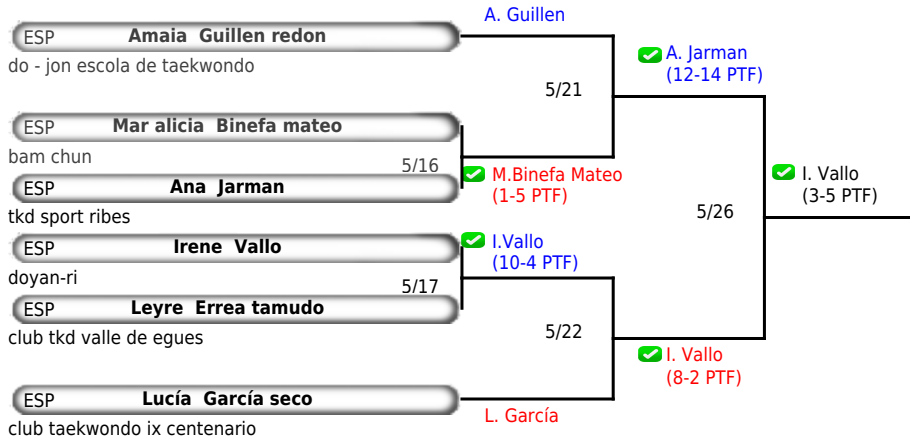 A. Guillen
ESP Amaia Guillen redon
do - jon escola de taekwondo
A. Jarman
(12-14 PTF)
5/21
ESP Mar alicia Binefa mateo
bam chun
5/16
M.Binefa Mateo
(1-5 PTF)
ESP Ana Jarman
tkd sport ribes
I. Vallo
(3-5 PTF)
5/26
ESP Irene Vallo
doyan-ri
I.Vallo
(10-4 PTF)
5/17
ESP Leyre Errea tamudo
club tkd valle de egues
5/22
I. Vallo
(8-2 PTF)
ESP Lucía García seco
club taekwondo ix centenario
L. García